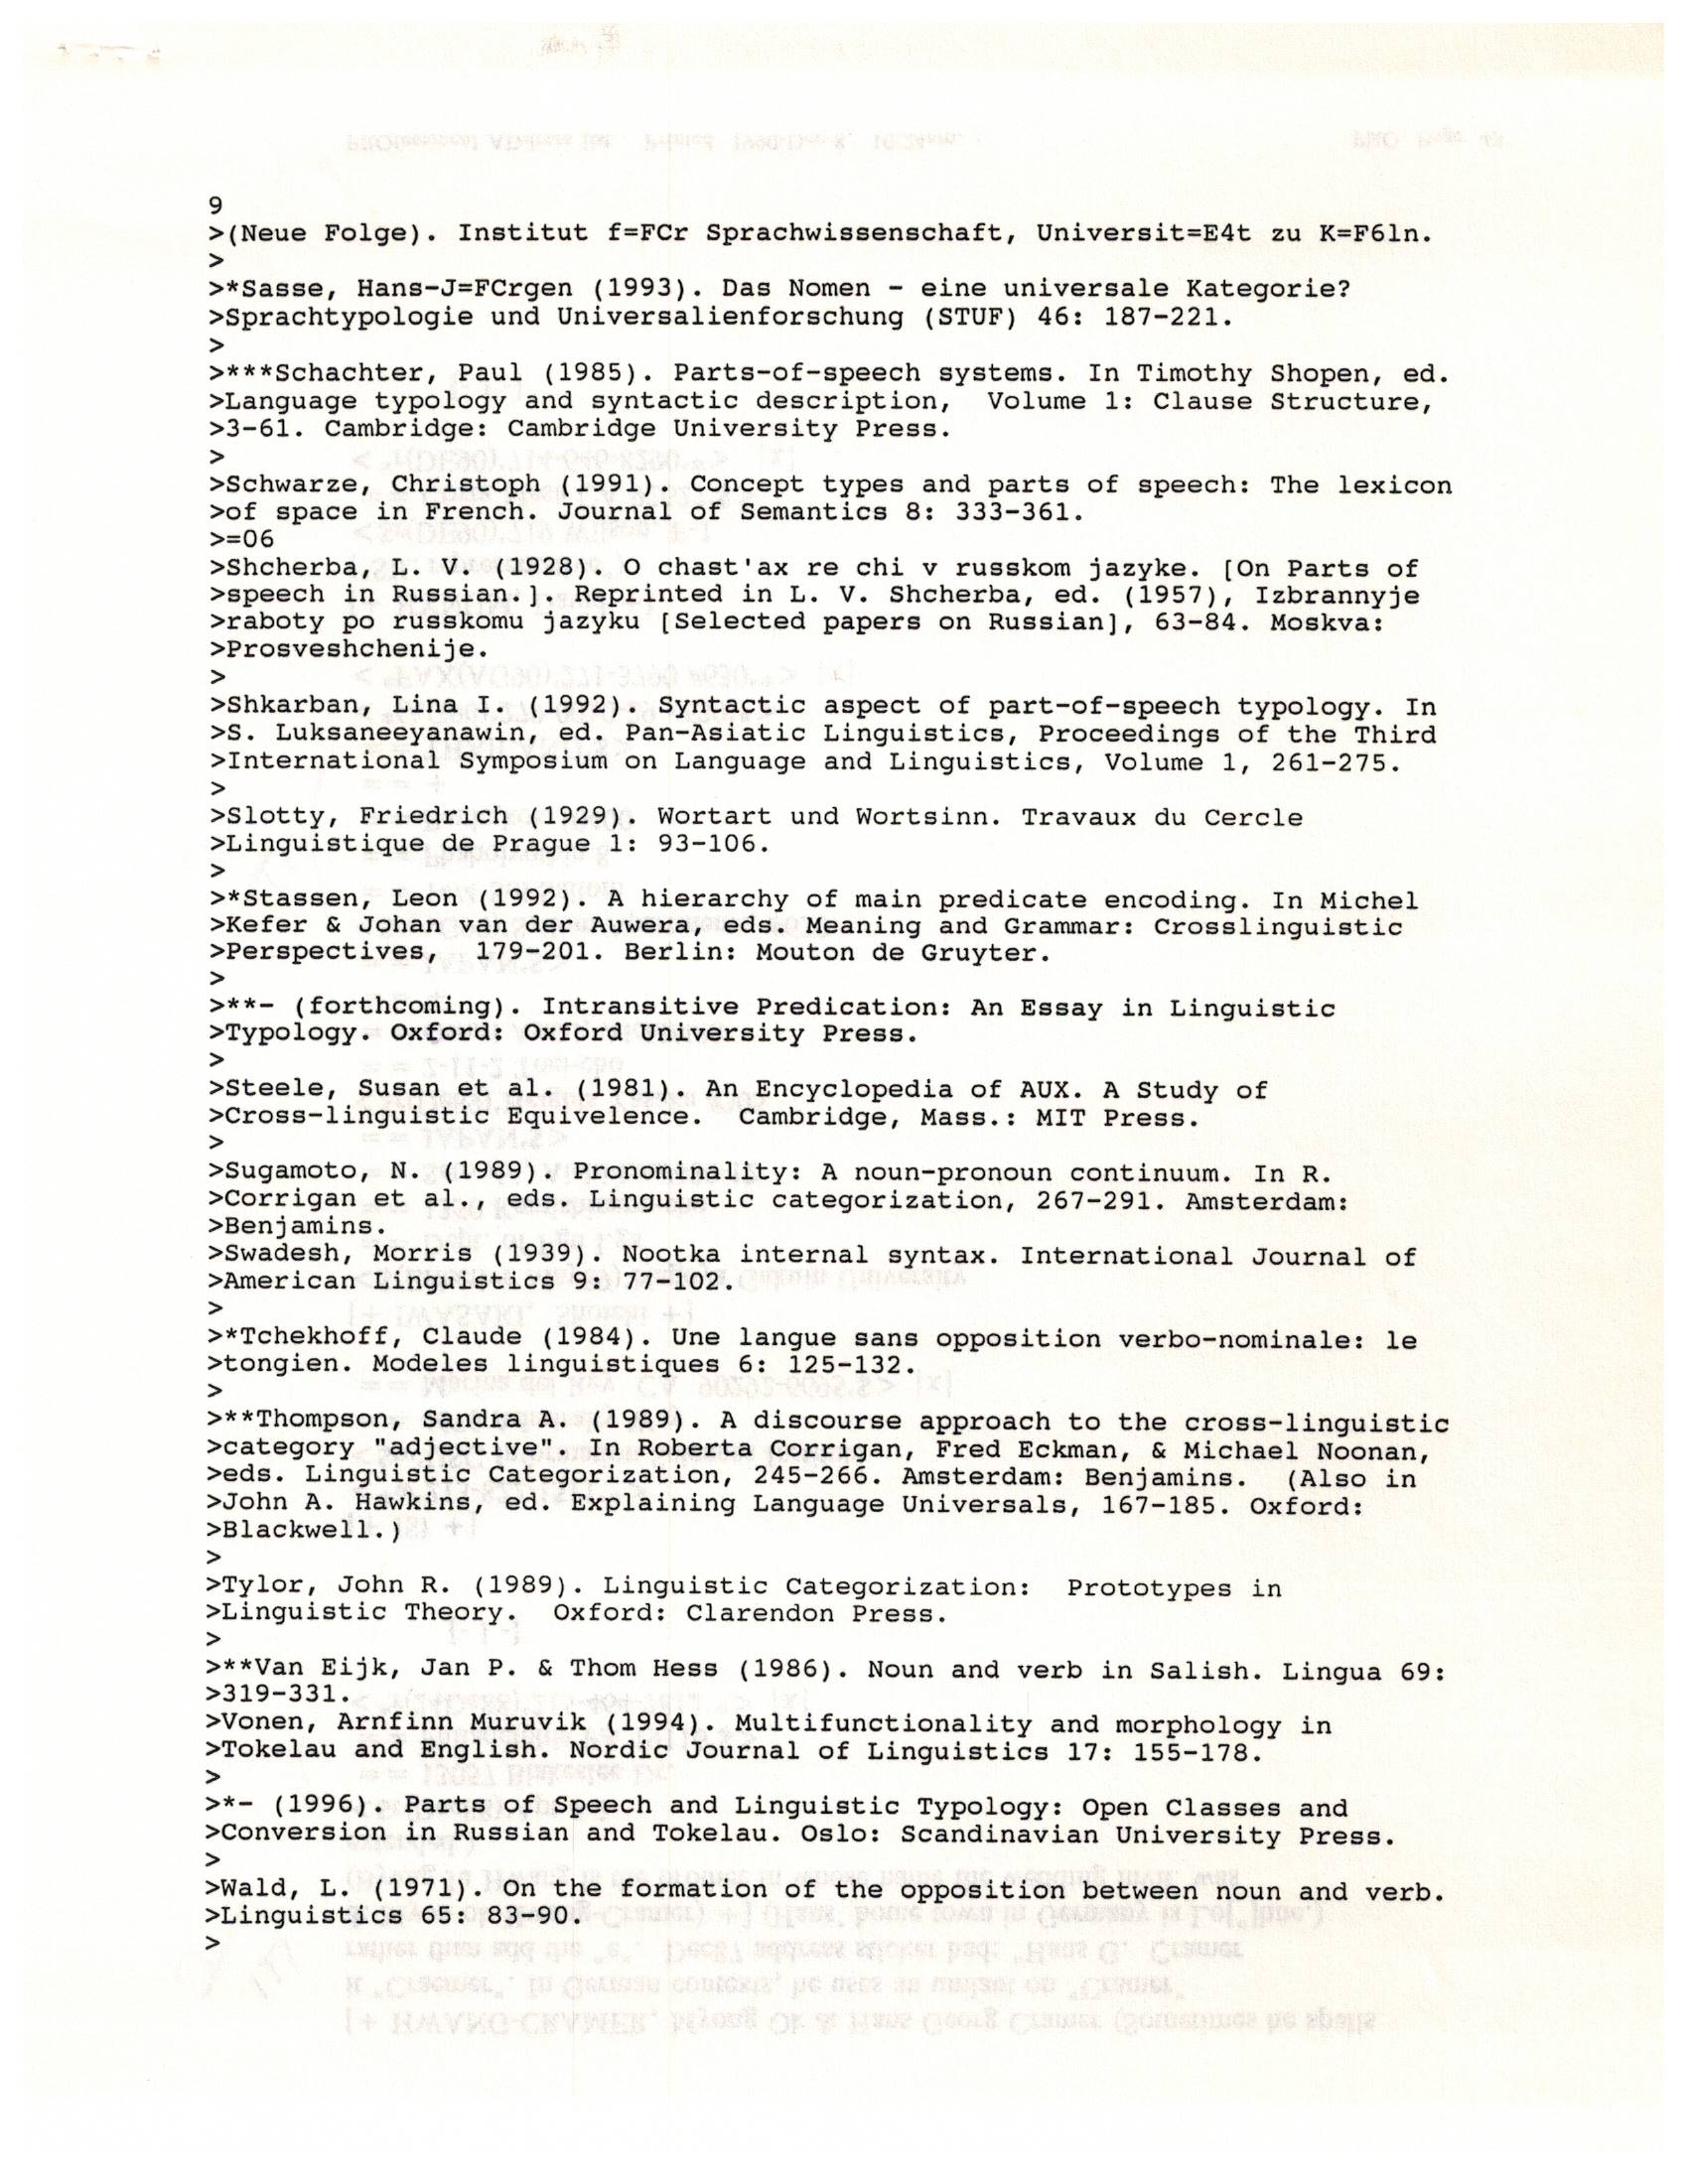 9
>(Neue Folge). Institut f=FCr Sprachwissenschaft, Universit=E4t zu K=F6ln.
>
>*Sasse, Hans-J=FCrgen (1993). Das Nomen - eine universale Kategorie?
>Sprachtypologie und Universalienforschung (STUF) 46: 187-221.
>
>***Schachter, Paul (1985). Parts-of-speech systems. In Timothy Shopen, ed.
>Language typology and syntactic description,  Volume 1: Clause Structure,
>3-61. Cambridge: Cambridge University Press.
>
>Schwarze, Christoph (1991). Concept types and parts of speech: The lexicon
>of space in French. Journal of Semantics 8: 333-361.
>=06
>Shcherba, L. V. (1928). O chast'ax re chi v russkom jazyke. [On Parts of
>speech in Russian.]. Reprinted in L. V. Shcherba, ed. (1957), Izbrannyje
>raboty po russkomu jazyku [Selected papers on Russian], 63-84. Moskva:
>Prosveshchenije.
>
>Shkarban, Lina I. (1992). Syntactic aspect of part-of-speech typology. In
>S. Luksaneeyanawin, ed. Pan-Asiatic Linguistics, Proceedings of the Third
>International Symposium on Language and Linguistics, Volume 1, 261-275.
>
>Slotty, Friedrich (1929). Wortart und Wortsinn. Travaux du Cercle
>Linguistique de Prague 1: 93-106.
>
>*Stassen, Leon (1992). A hierarchy of main predicate encoding. In Michel
>Kefer & Johan van der Auwera, eds. Meaning and Grammar: Crosslinguistic
>Perspectives,  179-201. Berlin: Mouton de Gruyter.
>
>**- (forthcoming). Intransitive Predication: An Essay in Linguistic
>Typology. Oxford: Oxford University Press.
>
>Steele, Susan et al. (1981). An Encyclopedia of AUX. A Study of
>Cross-linguistic Equivelence.  Cambridge, Mass.: MIT Press.
>
>Sugamoto, N. (1989). Pronominality: A noun-pronoun continuum. In R.
>Corrigan et al., eds. Linguistic categorization, 267-291. Amsterdam:
>Benjamins.
>Swadesh, Morris (1939). Nootka internal syntax. International Journal of
>American Linguistics 9: 77-102.
>
>*Tchekhoff, Claude (1984). Une langue sans opposition verbo-nominale: le
>tongien. Modeles linguistiques 6: 125-132.
>
>**Thompson, Sandra A. (1989). A discourse approach to the cross-linguistic
>category "adjective". In Roberta Corrigan, Fred Eckman, & Michael Noonan,
>eds. Linguistic Categorization, 245-266. Amsterdam: Benjamins.  (Also in
>John A. Hawkins, ed. Explaining Language Universals, 167-185. Oxford:
>Blackwell.)
>
>Tylor, John R. (1989). Linguistic Categorization:  Prototypes in
>Linguistic Theory.  Oxford: Clarendon Press.
>
>**Van Eijk, Jan P. & Thom Hess (1986). Noun and verb in Salish. Lingua 69:
>319-331.
>Vonen, Arnfinn Muruvik (1994). Multifunctionality and morphology in
>Tokelau and English. Nordic Journal of Linguistics 17: 155-178.
>
>*- (1996). Parts of Speech and Linguistic Typology: Open Classes and
>Conversion in Russian and Tokelau. Oslo: Scandinavian University Press.
>
>Wald, L. (1971). On the formation of the opposition between noun and verb.
>Linguistics 65: 83-90.
>